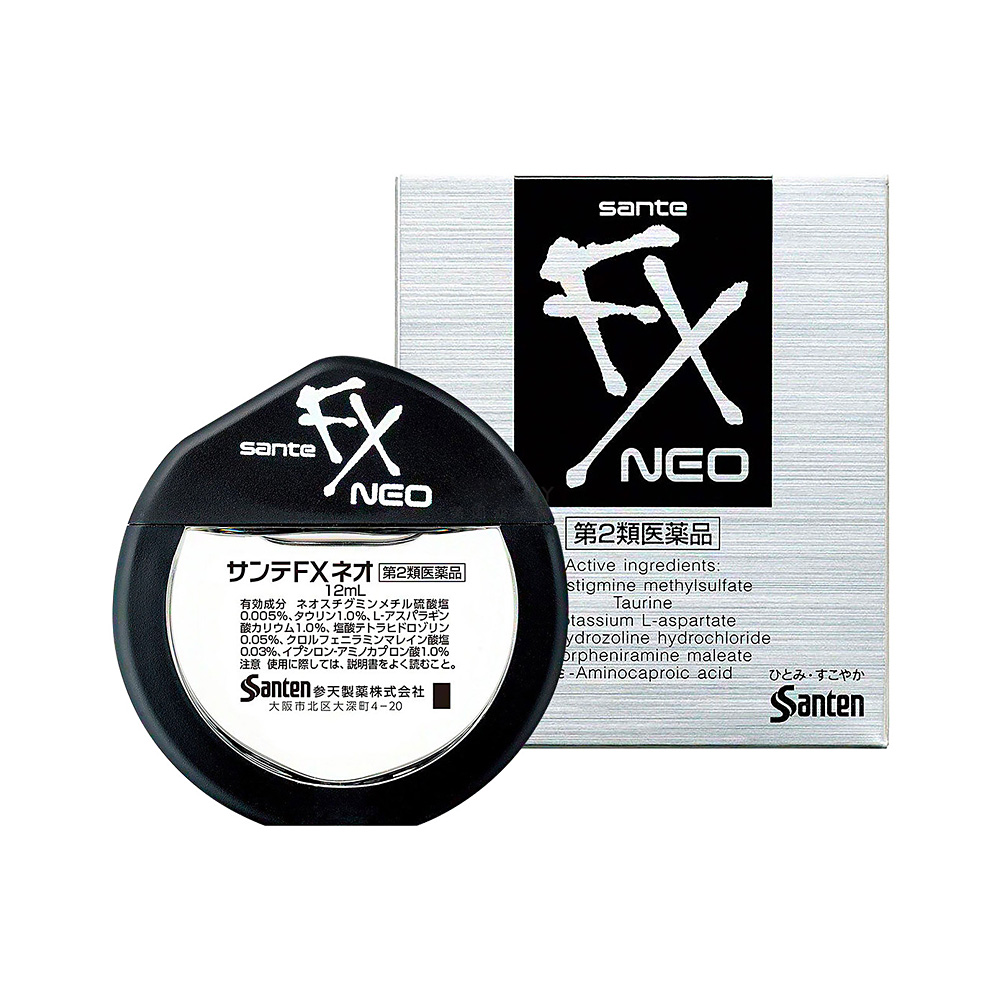 sante
FX
NEO
第2類医薬品
Active ingredients:
stigmine methylsulfate
Taurine
tassium L-aspartate
ydrozoline hydrochloride
orpheniramine maleate
-Aminocaproic acid
ひとみ・すこやか
Santen
sante
FX
NEO
サンテFXネオ 第2類医薬品
12mL
有効成分 ネオスチグミンメチル硫酸塩
0.005%、タウリン1.0%、L-アスパラギン
酸カリウム1.0%、塩酸テトラヒドロゾリン
0.05%、クロルフェニラミンマレイン酸塩
0.03%、イプシロン-アミノカプロン酸1.0%
注意 使用に際しては、説明書をよく読むこと。
Santen 参天製薬株式会社
大阪市北区大深町4-20